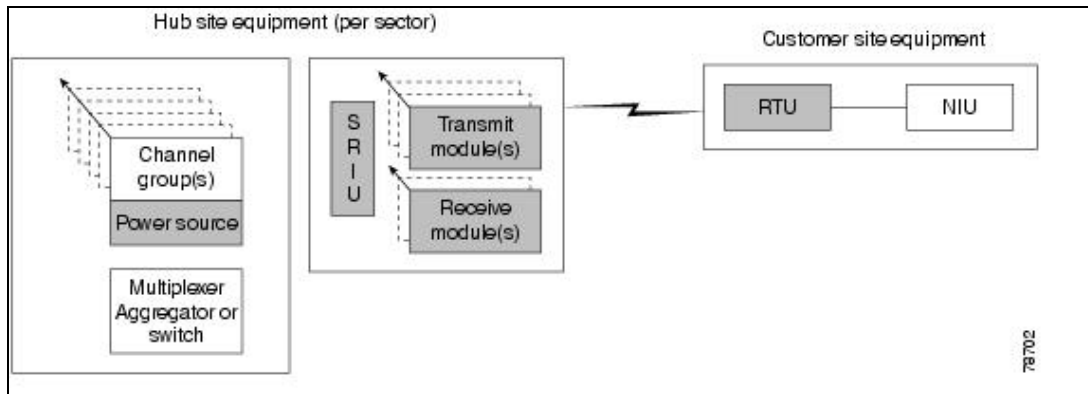 Hub site equipment (per sector)
Channel
group(s)
Power source
Multiplexer
Aggregator or
switch
S
R
I
U
Transmit
module(s)
Receive
module(s)
Customer site equipment
RTU
NIU
78702